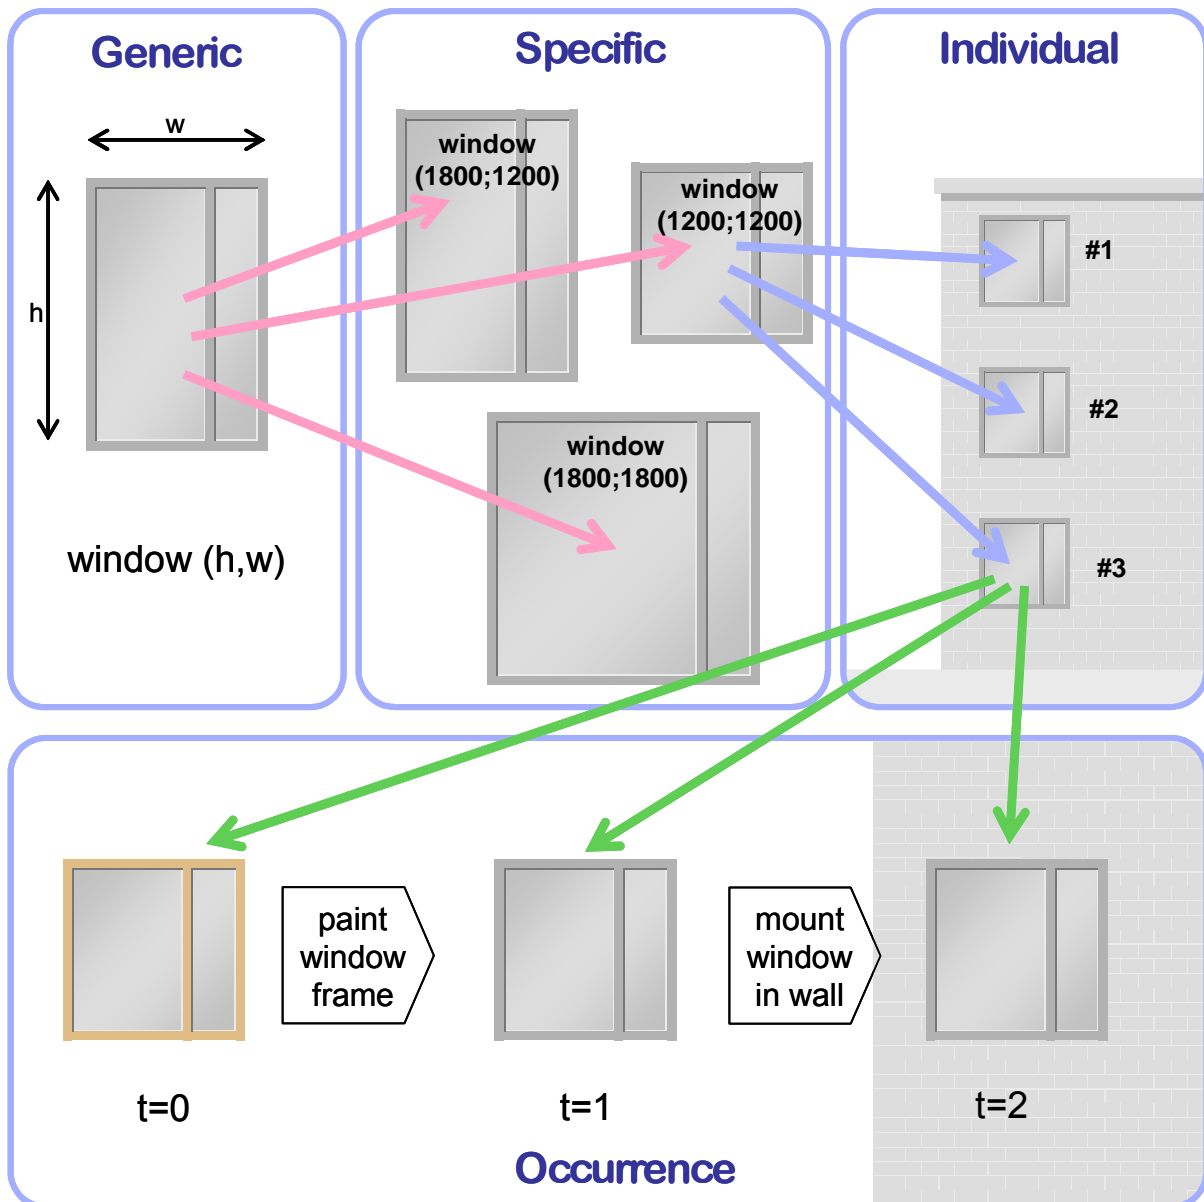 Generic
w
h
window (h,w)
Specific
window
(1800;1200)
window
(1200;1200)
window
(1800;1800)
Individual
#1
#2
#3
paint
window
frame
mount
window
in wall
t=0
t=1
t=2
Occurrence